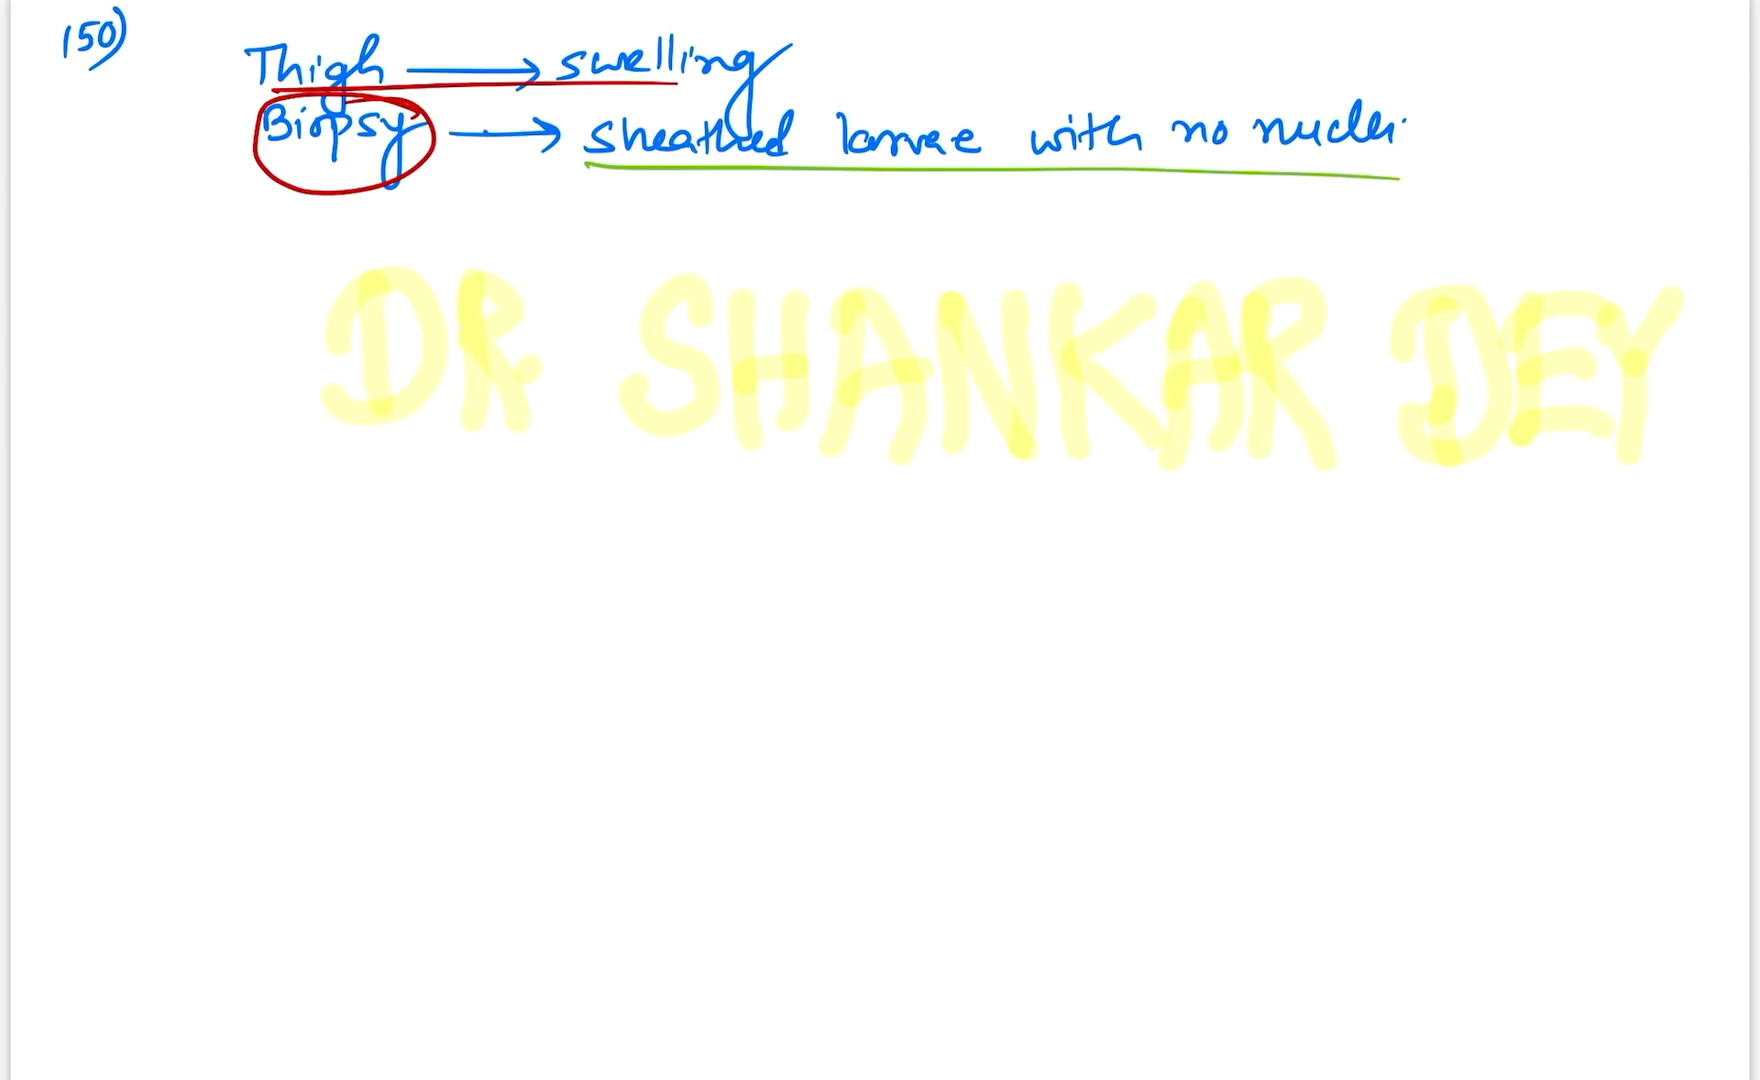 150)
Thigh → swelling
Biopsy → sheathed larvae with no nuclei.
DR SHANKAR DEY